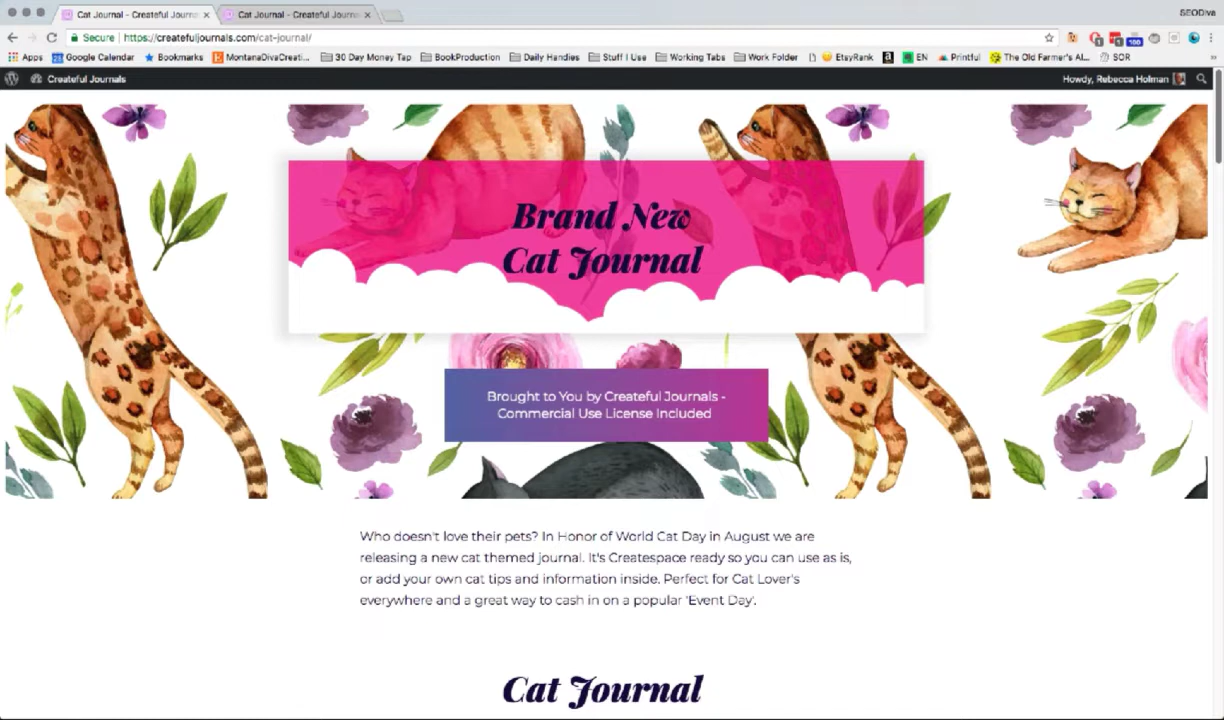 Cat Journal - Createful Journa
Cat Journal - Createful Journa
SEODiva
Secure
https://createfuljournals.com/cat-journal/
Apps
Google Calendar
Bookmarks
MontanaDivaCreati...
30 Day Money Tap
BookProduction
Daily Handies
Stuff I Use
Working Tabs
Work Folder
EtsyRank
a
EN
Printful
The Old Farmer's Al...
SOR
Createful Journals
Howdy, Rebecca Holman
Brand New
Cat Journal
Brought to You by Createful Journals -
Commercial Use License Included
Who doesn't love their pets? In Honor of World Cat Day in August we are
releasing a new cat themed journal. It's Createspace ready so you can use as is,
or add your own cat tips and information inside. Perfect for Cat Lover's
everywhere and a great way to cash in on a popular 'Event Day'.
Cat Journal